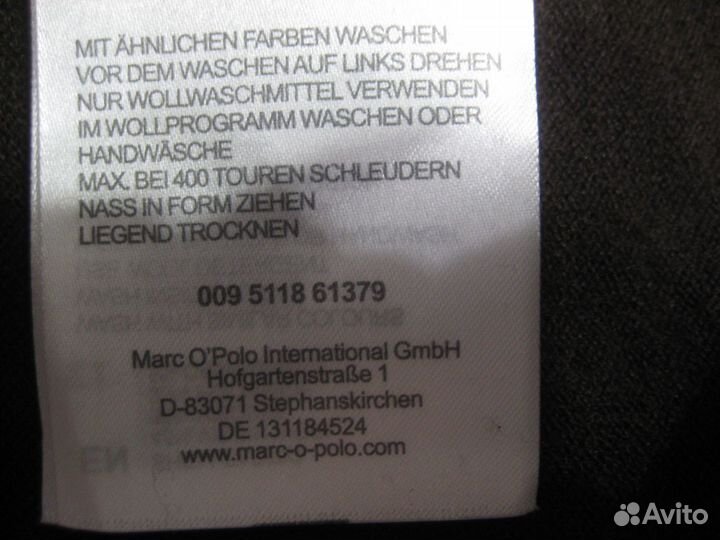 MIT ÄHNLICHEN FARBEN WASCHEN
VOR DEM WASCHEN AUF LINKS DREHEN
NUR WOLLWASCHMITTEL VERWENDEN
IM WOLLPROGRAMM WASCHEN ODER
HANDWÄSCHE
MAX. BEI 400 TOUREN SCHLEUDERN
NASS IN FORM ZIEHEN
LIEGEND TROCKNEN
009 5118 61379
Marc O'Polo International GmbH
Hofgartenstraße 1
D-83071 Stephanskirchen
DE 131184524
www.marc-o-polo.com
EN
Avito